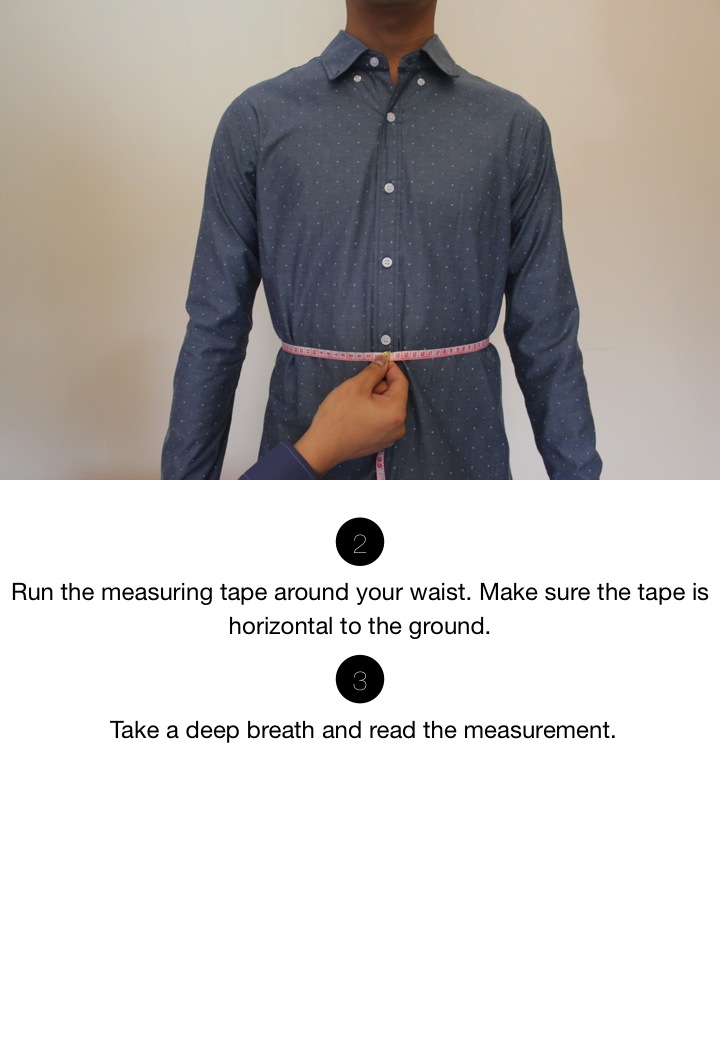 2
Run the measuring tape around your waist. Make sure the tape is
horizontal to the ground.
3
Take a deep breath and read the measurement.